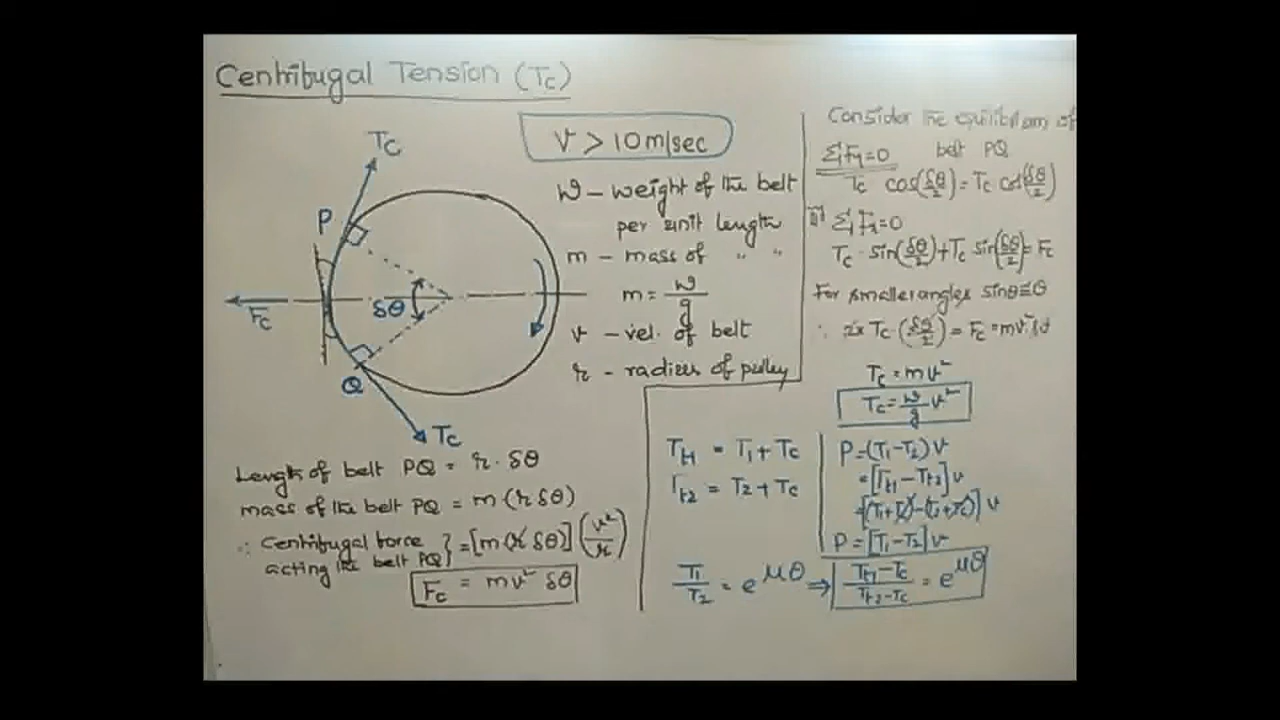 Centrifugal Tension (Tc)
Tc
P
Fc
δθ
Q
Tc
v > 10 m/sec
w – weight of the belt
per unit length
m – mass of " "
m = w/g
v – vel. of belt
r – radius of pulley
Length of belt PQ = r · δθ
mass of the belt PQ = m (r δθ)
∴ Centrifugal force
acting the belt PQ } = [m (r δθ)] (v²/r)
Fc = mv² δθ
Consider the equilibrium of
belt PQ
ΣFy=0
Tc cos(δθ/2) = Tc cos(δθ/2)
ΣFx=0
Tc · sin(δθ/2) + Tc sin(δθ/2) = Fc
For smaller angles sinθ≅θ
∴ 2x Tc · (δθ/2) = Fc = mv² δθ
Tc = mv²
Tc = w/g v²
Tt1 = T1 + Tc
Tt2 = T2 + Tc
T1/T2 = e^μθ ⇒ (Tt1 – Tc)/(Tt2 – Tc) = e^μθ
P = (T1 – T2) v
= [Tt1 – Tt2] v
= [(T1 + Tc) – (T2 + Tc)] v
P = [T1 – T2] v